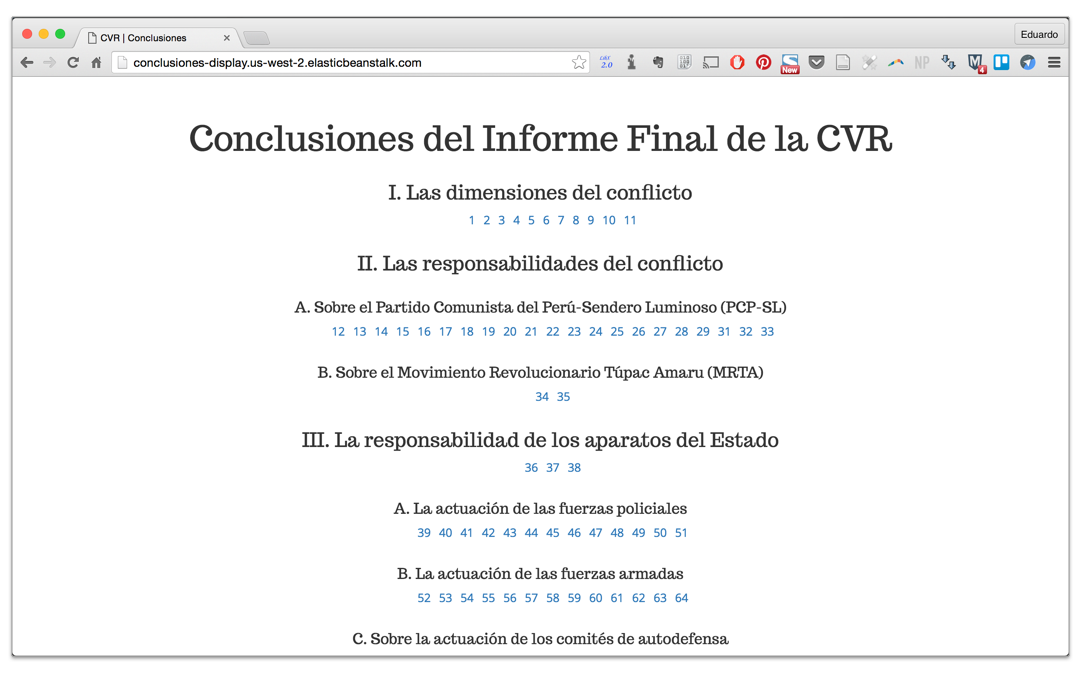 CVR | Conclusiones
Eduardo
conclusiones-display.us-west-2.elasticbeanstalk.com
2.0
New
NP
M
4
Conclusiones del Informe Final de la CVR
I. Las dimensiones del conflicto
1 2 3 4 5 6 7 8 9 10 11
II. Las responsabilidades del conflicto
A. Sobre el Partido Comunista del Perú-Sendero Luminoso (PCP-SL)
12 13 14 15 16 17 18 19 20 21 22 23 24 25 26 27 28 29 31 32 33
B. Sobre el Movimiento Revolucionario Túpac Amaru (MRTA)
34 35
III. La responsabilidad de los aparatos del Estado
36 37 38
A. La actuación de las fuerzas policiales
39 40 41 42 43 44 45 46 47 48 49 50 51
B. La actuación de las fuerzas armadas
52 53 54 55 56 57 58 59 60 61 62 63 64
C. Sobre la actuación de los comités de autodefensa